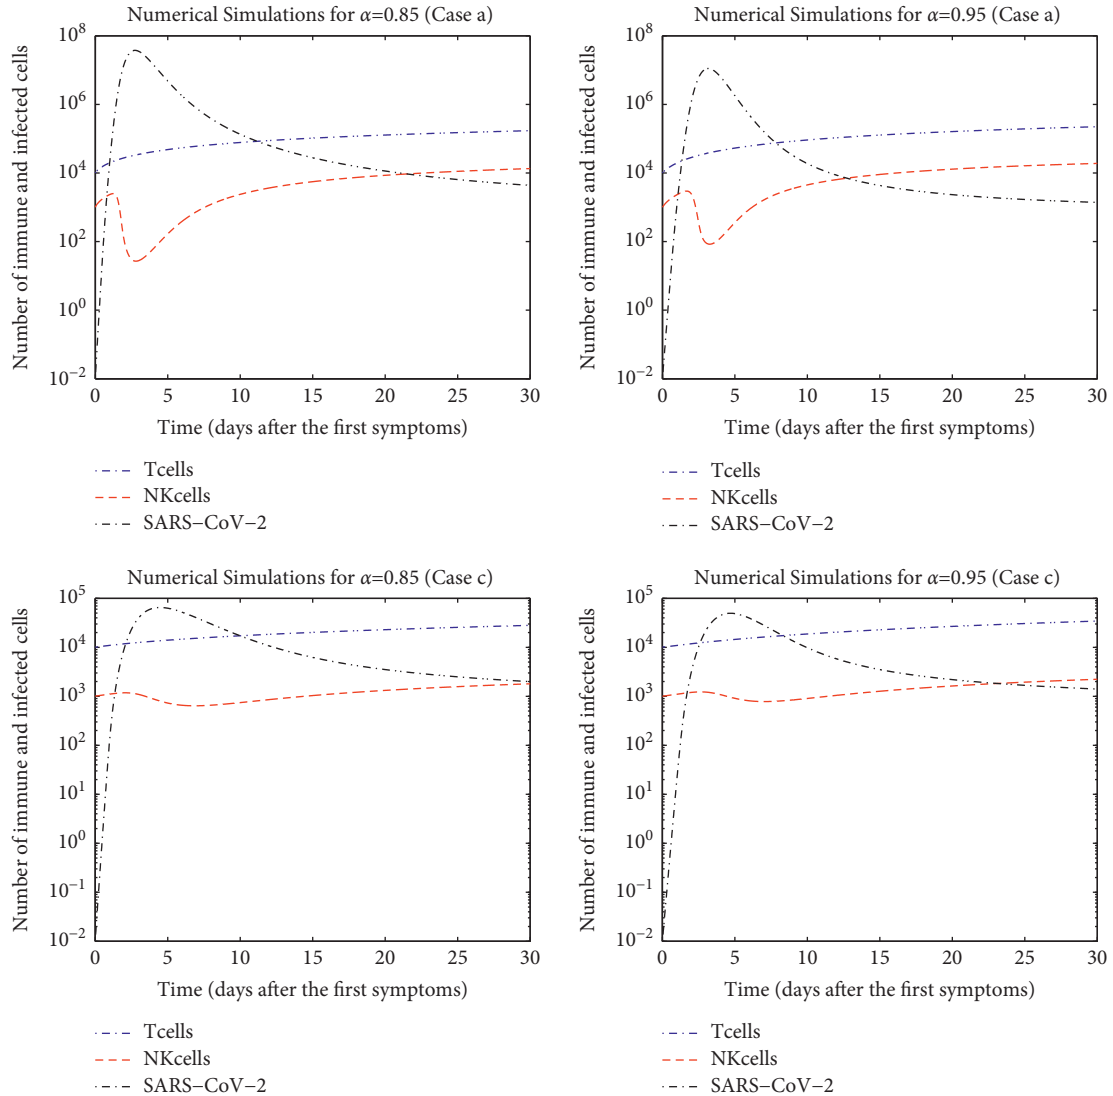 Numerical Simulations for α=0.85 (Case a)
Number of immune and infected cells
10^8
10^6
10^4
10^2
10^0
10^−2
0 5 10 15 20 25 30
Time (days after the first symptoms)
Tcells
NKcells
SARS−CoV−2
Numerical Simulations for α=0.95 (Case a)
Number of immune and infected cells
10^8
10^6
10^4
10^2
10^0
10^−2
0 5 10 15 20 25 30
Time (days after the first symptoms)
Tcells
NKcells
SARS−CoV−2
Numerical Simulations for α=0.85 (Case c)
Number of immune and infected cells
10^5
10^4
10^3
10^2
10^1
10^0
10^−1
10^−2
0 5 10 15 20 25 30
Time (days after the first symptoms)
Tcells
NKcells
SARS−CoV−2
Numerical Simulations for α=0.95 (Case c)
Number of immune and infected cells
10^5
10^4
10^3
10^2
10^1
10^0
10^−1
10^−2
0 5 10 15 20 25 30
Time (days after the first symptoms)
Tcells
NKcells
SARS−CoV−2